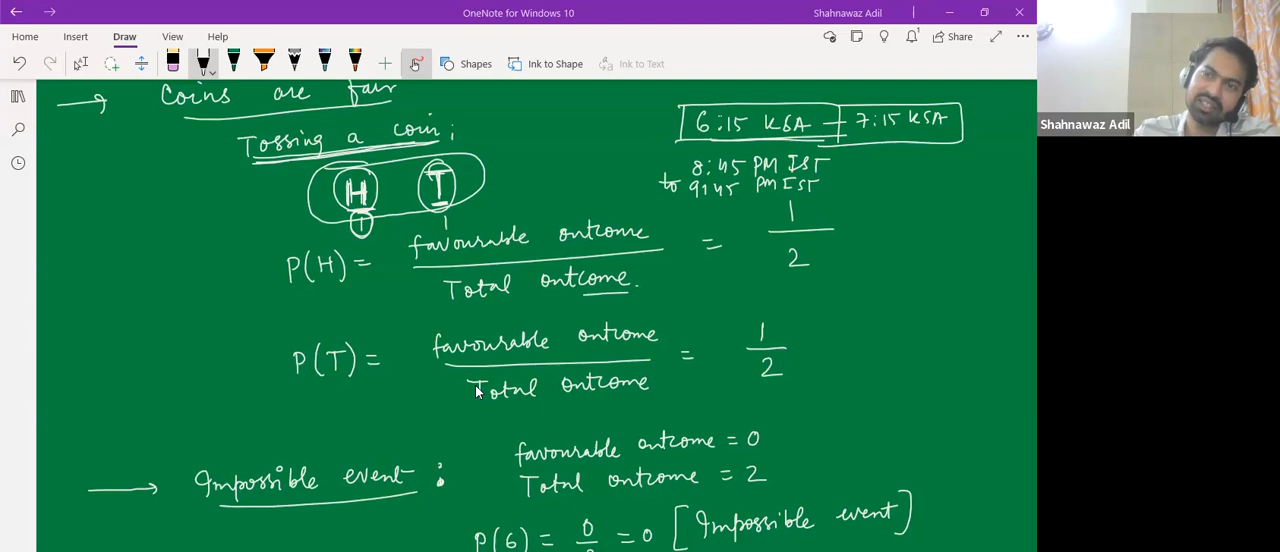 OneNote for Windows 10
Shahnawaz Adil
Home Insert Draw View Help
Share
Shapes
Ink to Shape
Ink to Text
Shahnawaz Adil
→ Coins are fair
Tossing a coin:
6:15 KSA – 7:15 KSA
8:45 PM IST
to 9:45 PM IST
H T
1 1
P(H) = favourable outcome / Total outcome. = 1/2
P(T) = favourable outcome / Total outcome = 1/2
→ Impossible event :
favourable outcome = 0
Total outcome = 2
P(6) = 0/ = 0 [Impossible event]